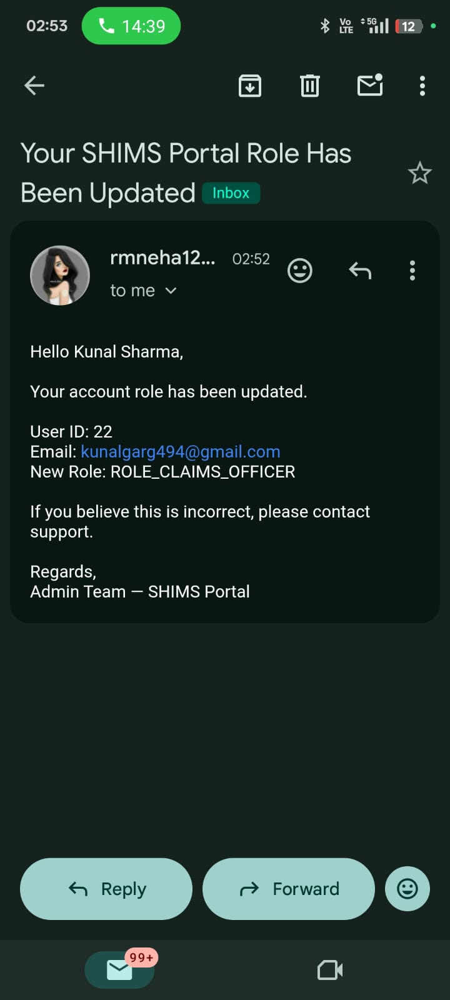 02:53
14:39
Vo
LTE
5G
12
Your SHIMS Portal Role Has
Been Updated Inbox
rmneha12... 02:52
to me
Hello Kunal Sharma,
Your account role has been updated.
User ID: 22
Email: kunalgarg494@gmail.com
New Role: ROLE_CLAIMS_OFFICER
If you believe this is incorrect, please contact
support.
Regards,
Admin Team — SHIMS Portal
Reply
Forward
99+